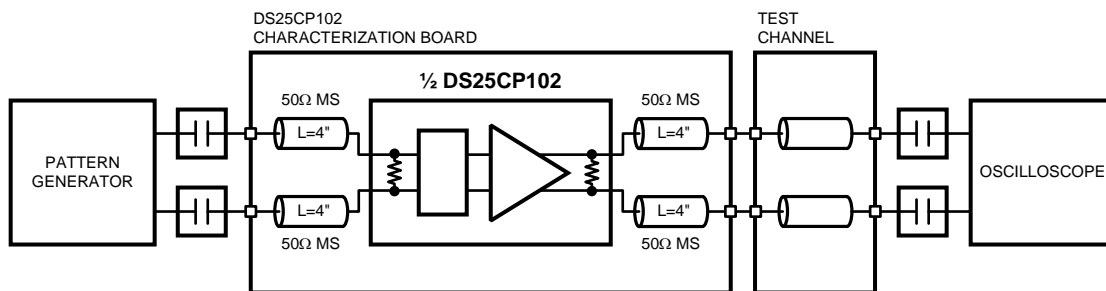 DS25CP102
CHARACTERIZATION BOARD
TEST
CHANNEL
½ DS25CP102
50Ω MS
50Ω MS
L=4"
L=4"
PATTERN
GENERATOR
OSCILLOSCOPE
L=4"
L=4"
50Ω MS
50Ω MS